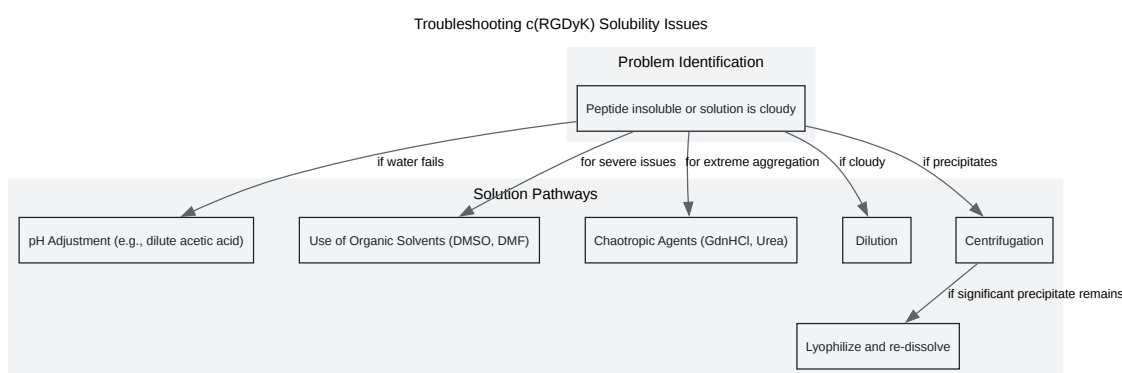 Troubleshooting c(RGDyK) Solubility Issues
Problem Identification
Peptide insoluble or solution is cloudy
if water fails
for severe issues
for extreme aggregation
if cloudy
if precipitates
Solution Pathways
pH Adjustment (e.g., dilute acetic acid)
Use of Organic Solvents (DMSO, DMF)
Chaotropic Agents (GdnHCl, Urea)
Dilution
Centrifugation
if significant precipitate remains
Lyophilize and re-dissolve